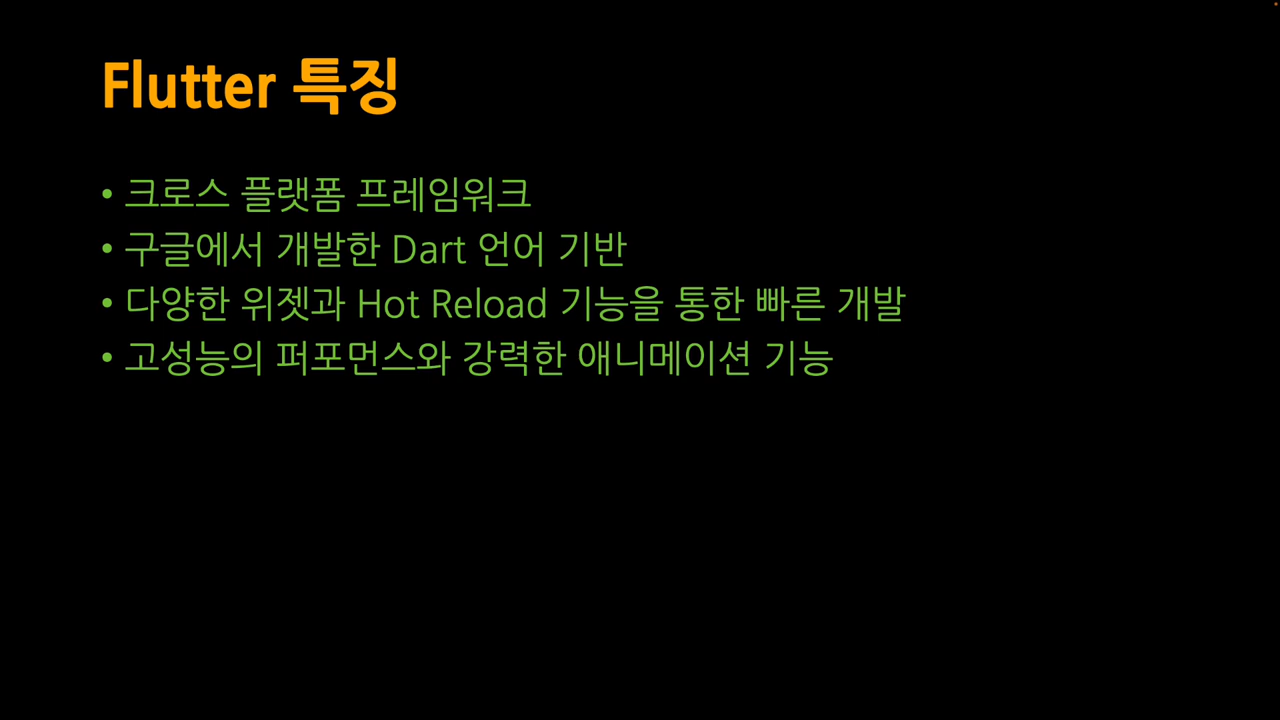 Flutter 특징
• 크로스 플랫폼 프레임워크
• 구글에서 개발한 Dart 언어 기반
• 다양한 위젯과 Hot Reload 기능을 통한 빠른 개발
• 고성능의 퍼포먼스와 강력한 애니메이션 기능